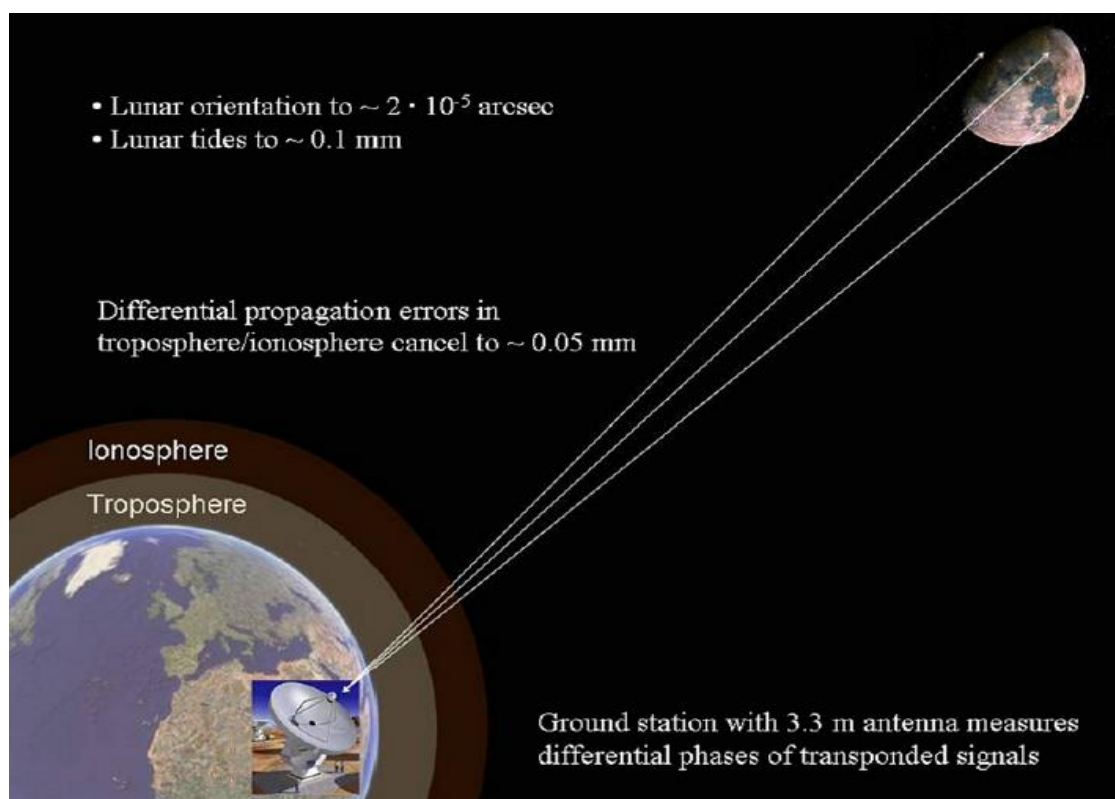 • Lunar orientation to ~ 2 · 10⁻⁵ arcsec
• Lunar tides to ~ 0.1 mm
Differential propagation errors in
troposphere/ionosphere cancel to ~ 0.05 mm
Ionosphere
Troposphere
Ground station with 3.3 m antenna measures
differential phases of transponded signals